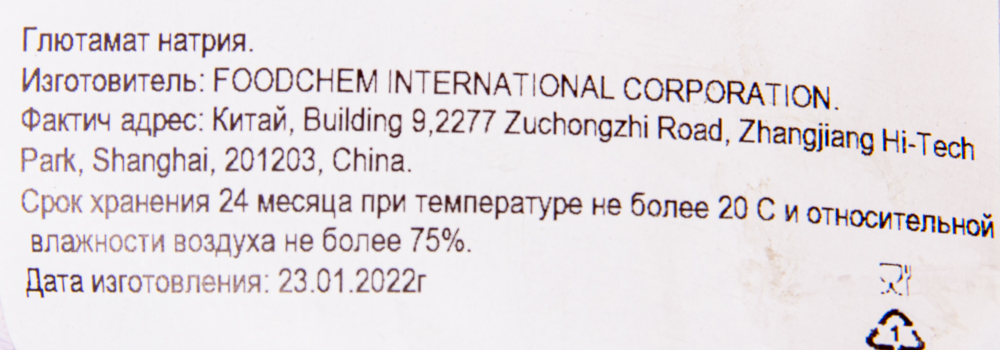 Глютамат натрия.
Изготовитель: FOODCHEM INTERNATIONAL CORPORATION.
Фактич адрес: Китай, Building 9,2277 Zuchongzhi Road, Zhangjiang Hi-Tech
Park, Shanghai, 201203, China.
Срок хранения 24 месяца при температуре не более 20 С и относительной
влажности воздуха не более 75%.
Дата изготовления: 23.01.2022г
1